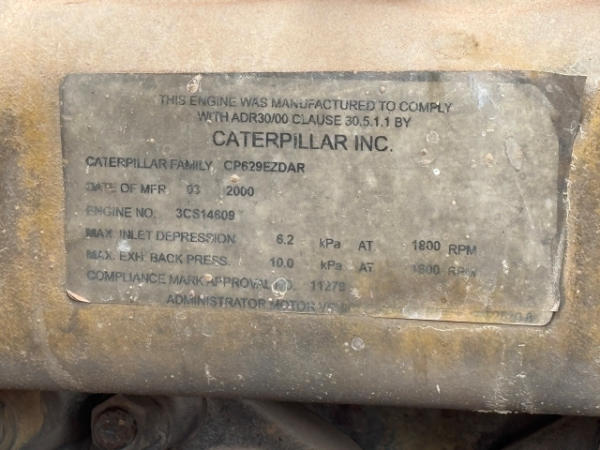 THIS ENGINE WAS MANUFACTURED TO COMPLY
WITH ADR30/00 CLAUSE 30.5.1.1 BY
CATERPILLAR INC.
CATERPILLAR FAMILY CP629EZDAR
DATE OF MFR 03 2000
ENGINE NO. 3CS14609
MAX. INLET DEPRESSION 6.2 kPa AT 1800 RPM
MAX. EXH. BACK PRESS. 10.0 kPa AT 1800 RPM
COMPLIANCE MARK APPROVAL NO. 11278
ADMINISTRATOR MOTOR